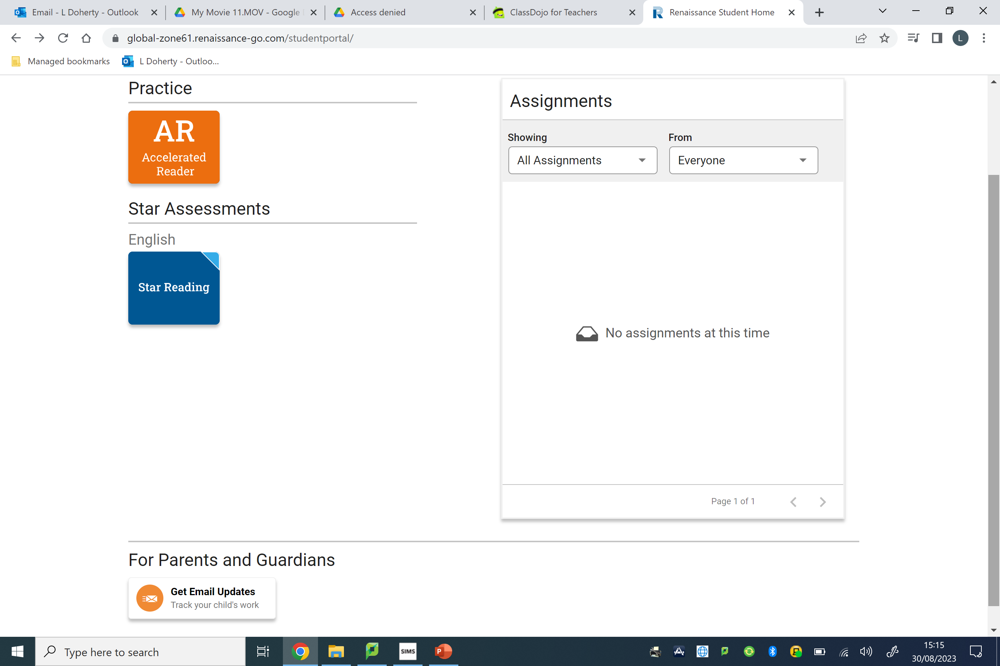 Email - L Doherty - Outlook
My Movie 11.MOV - Google
Access denied
ClassDojo for Teachers
Renaissance Student Home
global-zone61.renaissance-go.com/studentportal/
L
Managed bookmarks
L Doherty - Outloo...
Practice
AR
Accelerated
Reader
Star Assessments
English
Star Reading
Assignments
Showing
From
All Assignments
Everyone
No assignments at this time
Page 1 of 1
For Parents and Guardians
Get Email Updates
Track your child's work
Type here to search
SIMS
15:15
30/08/2023